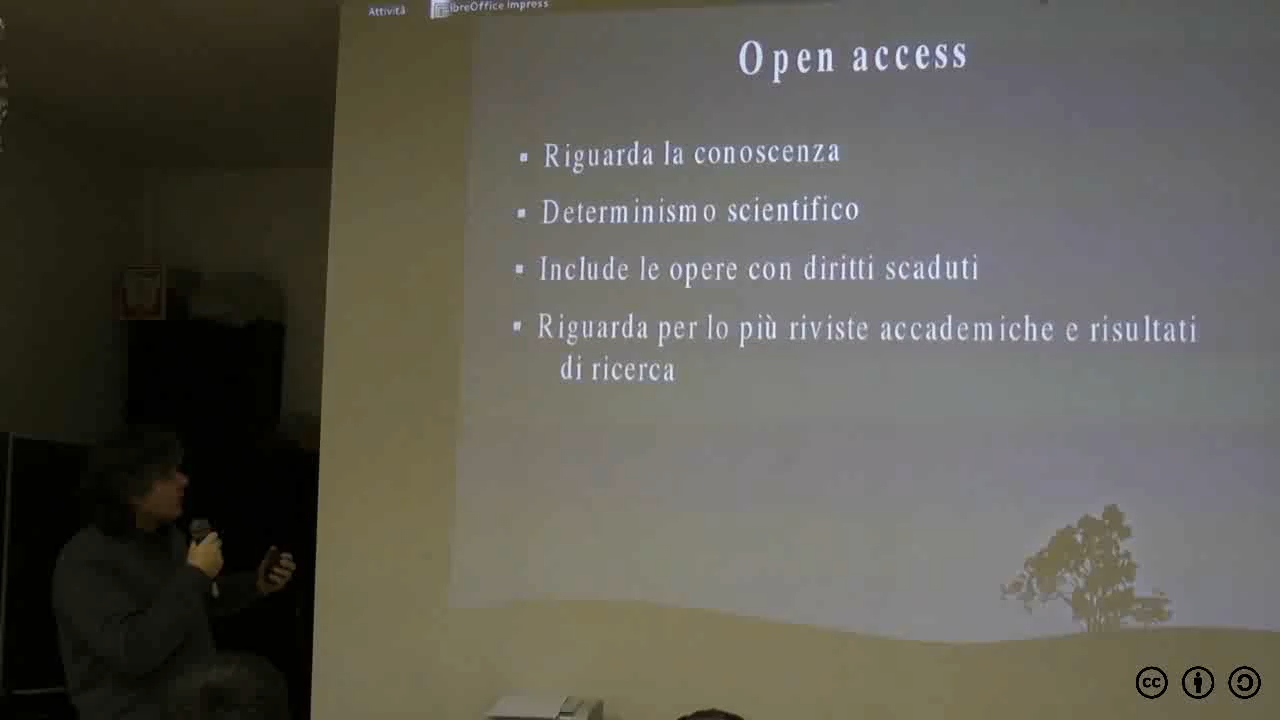 Attività
LibreOffice Impress
Open access
▪ Riguarda la conoscenza
▪ Determinismo scientifico
▪ Include le opere con diritti scaduti
▪ Riguarda per lo più riviste accademiche e risultati
di ricerca
cc